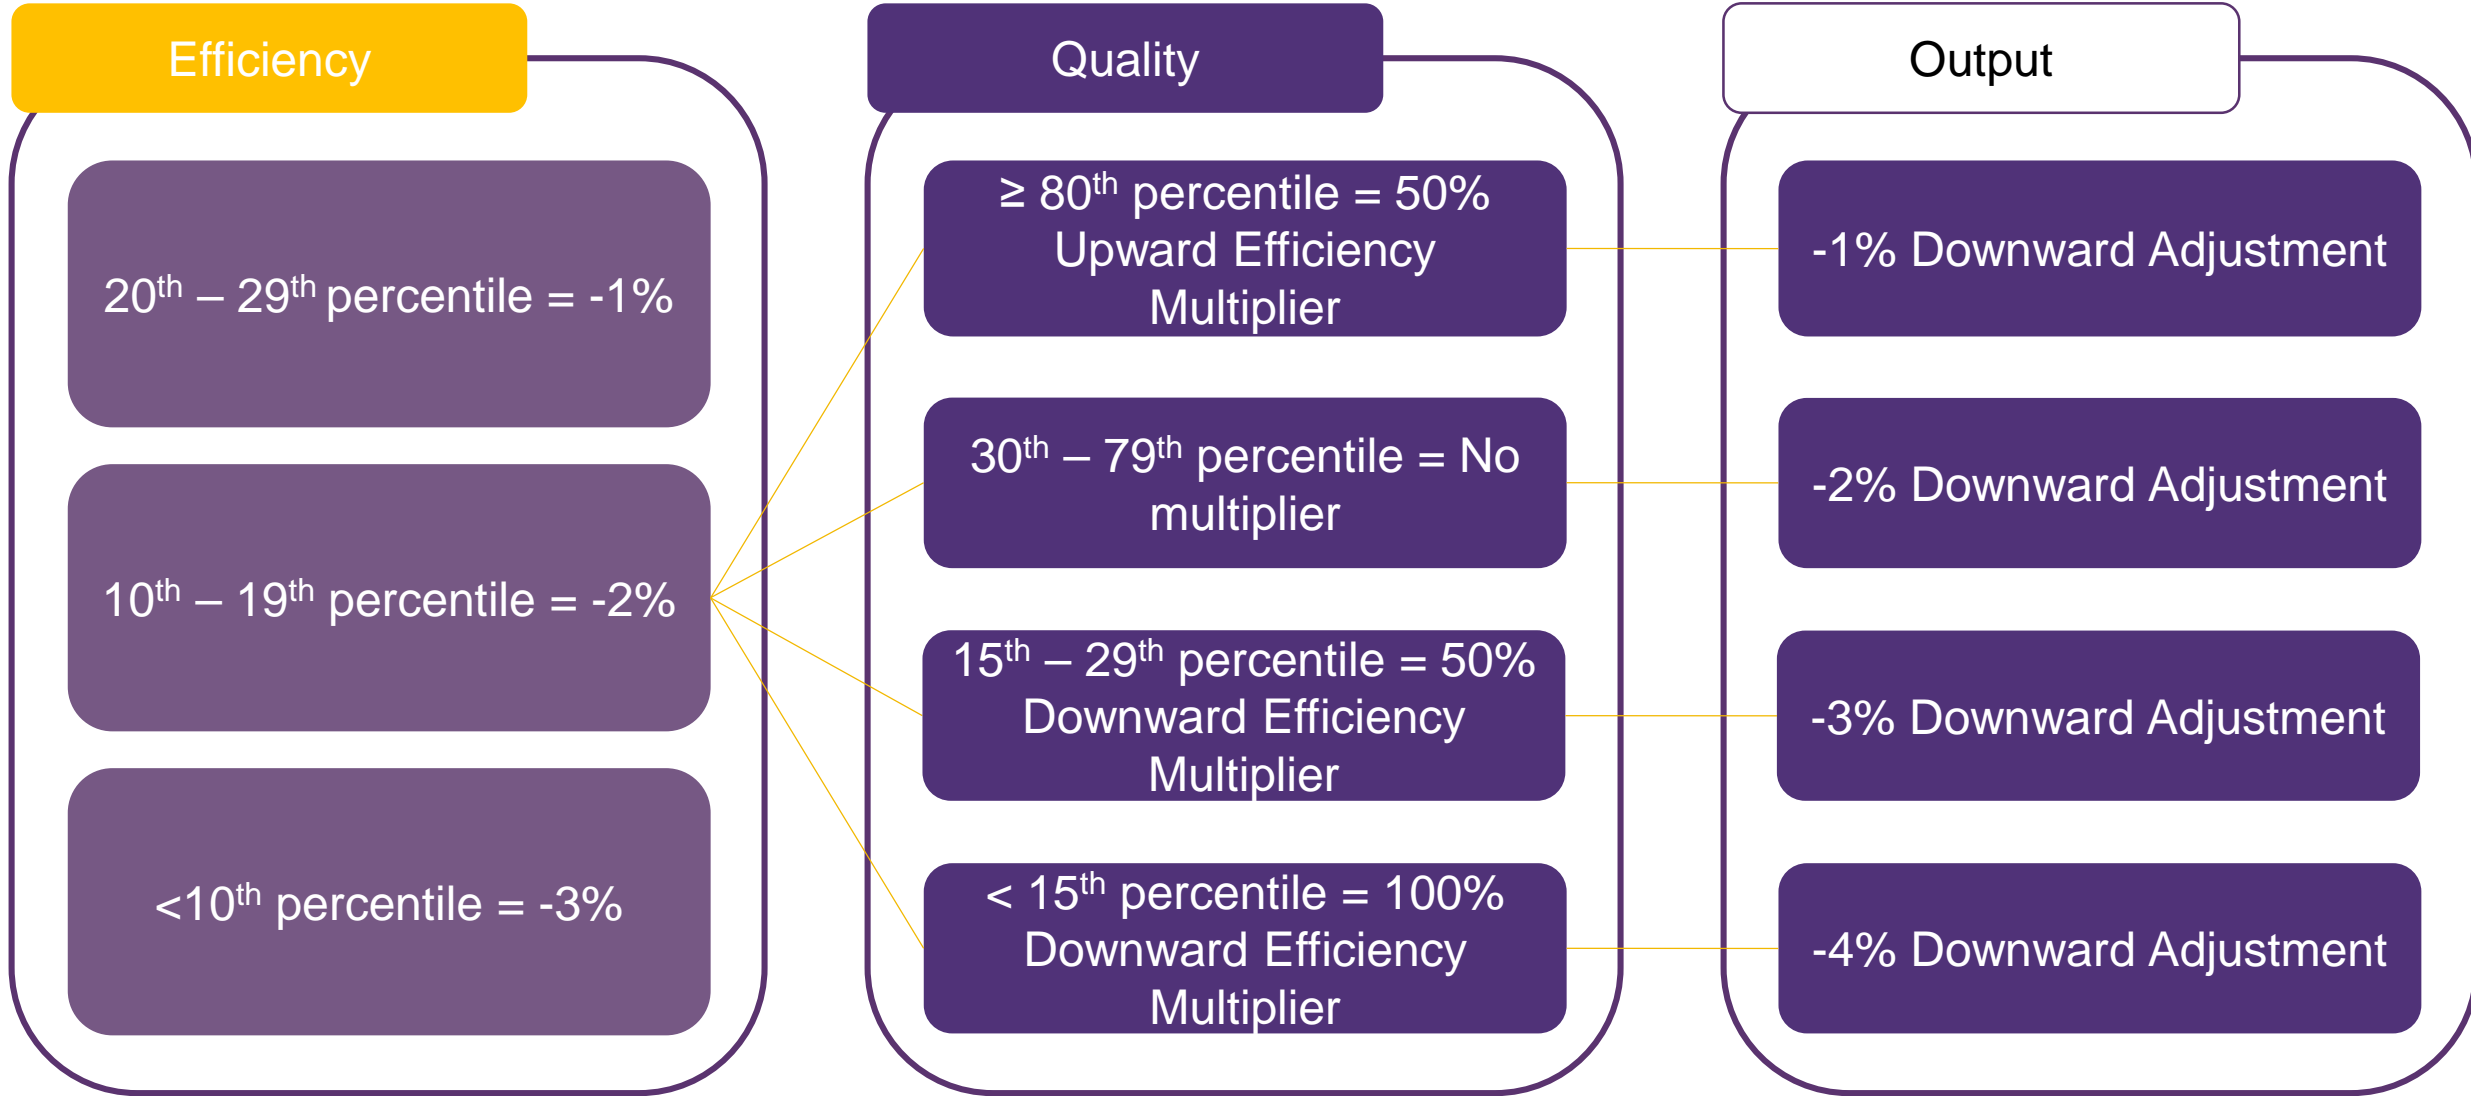 Efficiency
20th – 29th percentile = -1%
10th – 19th percentile = -2%
<10th percentile = -3%
Quality
≥ 80th percentile = 50%
Upward Efficiency
Multiplier
30th – 79th percentile = No
multiplier
15th – 29th percentile = 50%
Downward Efficiency
Multiplier
< 15th percentile = 100%
Downward Efficiency
Multiplier
Output
-1% Downward Adjustment
-2% Downward Adjustment
-3% Downward Adjustment
-4% Downward Adjustment